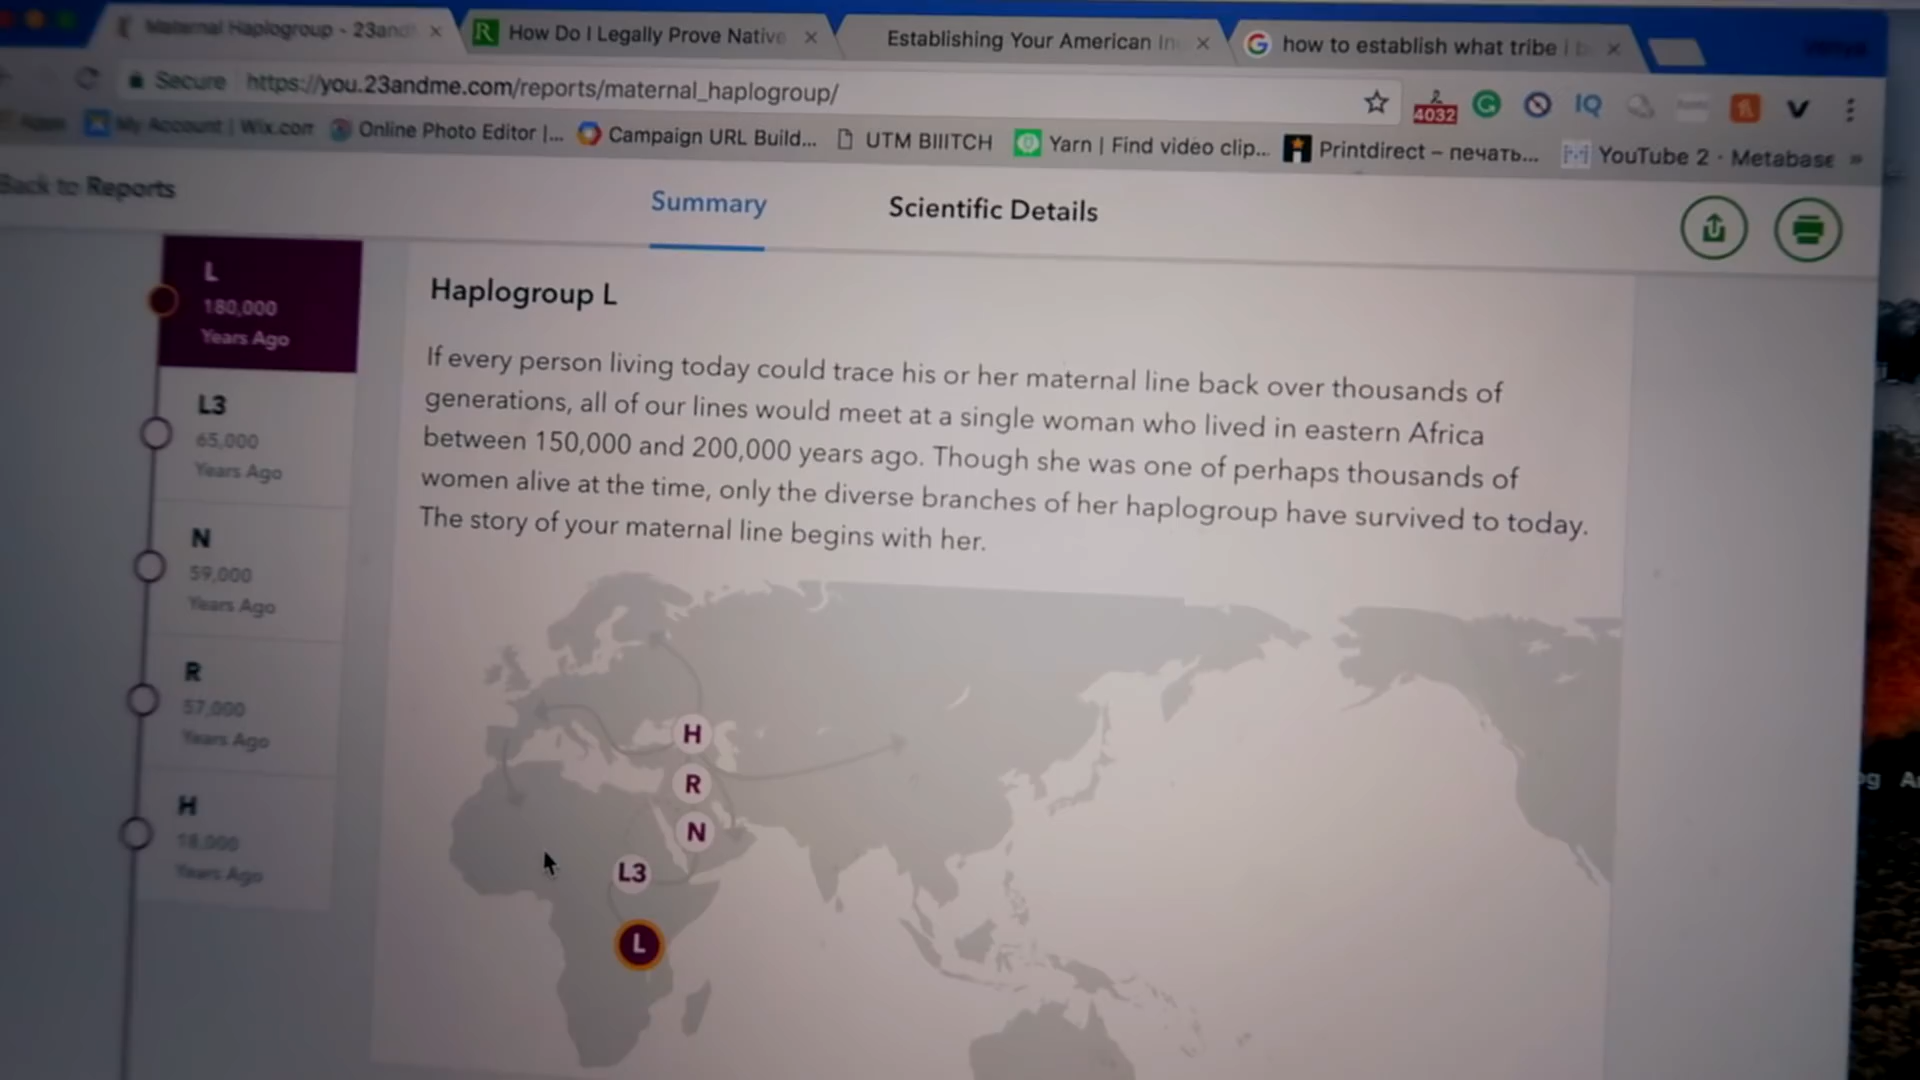 Maternal Haplogroup - 23and
How Do I Legally Prove Native
Establishing Your American In
how to establish what tribe i b
Secure https://you.23andme.com/reports/maternal_haplogroup/
4032
IQ
Apps
My Account | Wix.com
Online Photo Editor |...
Campaign URL Build...
UTM BIIITCH
Yarn | Find video clip...
Printdirect – печать...
YouTube 2 · Metabase »
Back to Reports
Summary
Scientific Details
L
180,000
Years Ago
L3
65,000
Years Ago
N
59,000
Years Ago
R
57,000
Years Ago
H
18,000
Years Ago
Haplogroup L
If every person living today could trace his or her maternal line back over thousands of
generations, all of our lines would meet at a single woman who lived in eastern Africa
between 150,000 and 200,000 years ago. Though she was one of perhaps thousands of
women alive at the time, only the diverse branches of her haplogroup have survived to today.
The story of your maternal line begins with her.
H
R
N
L3
L